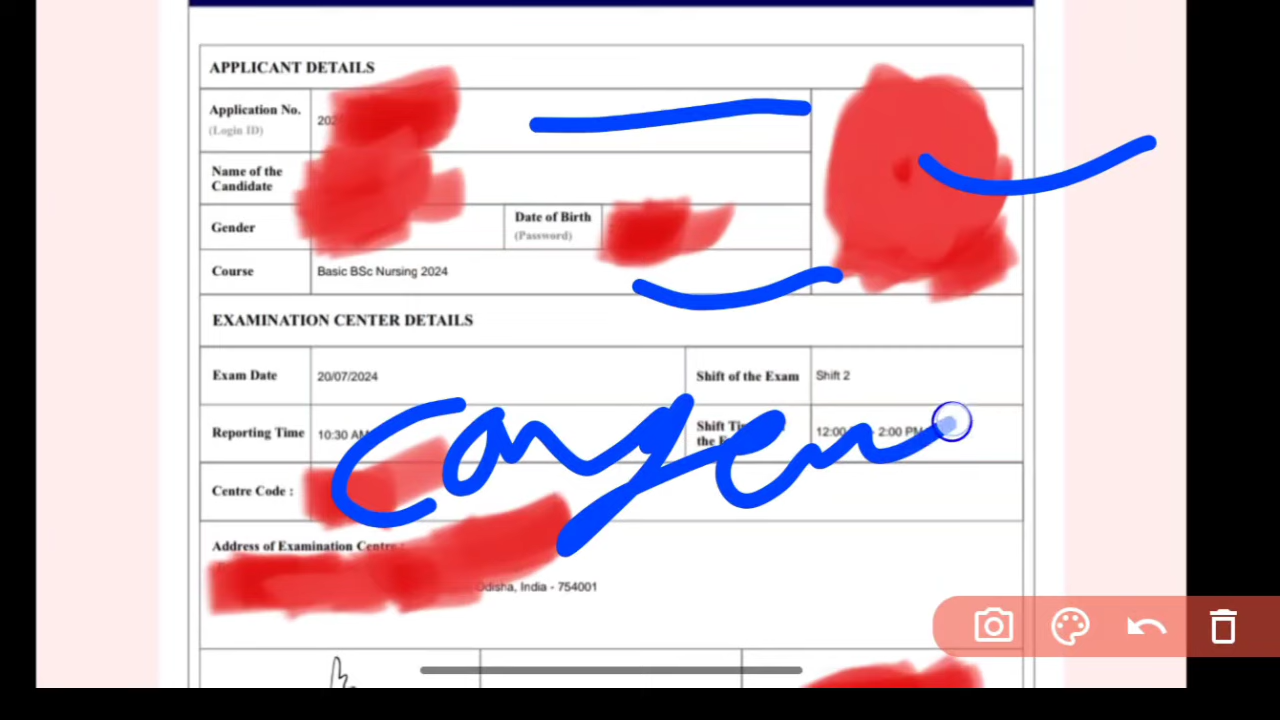 APPLICANT DETAILS
Application No.
(Login ID)
202
Name of the
Candidate
Gender
Date of Birth
(Password)
Course
Basic BSc Nursing 2024
EXAMINATION CENTER DETAILS
Exam Date
20/07/2024
Shift of the Exam
Shift 2
Reporting Time
10:30 AM
Shift
the
12:00
2:00 PM
Centre Code :
Address of Examination Centre :
Odisha, India - 754001